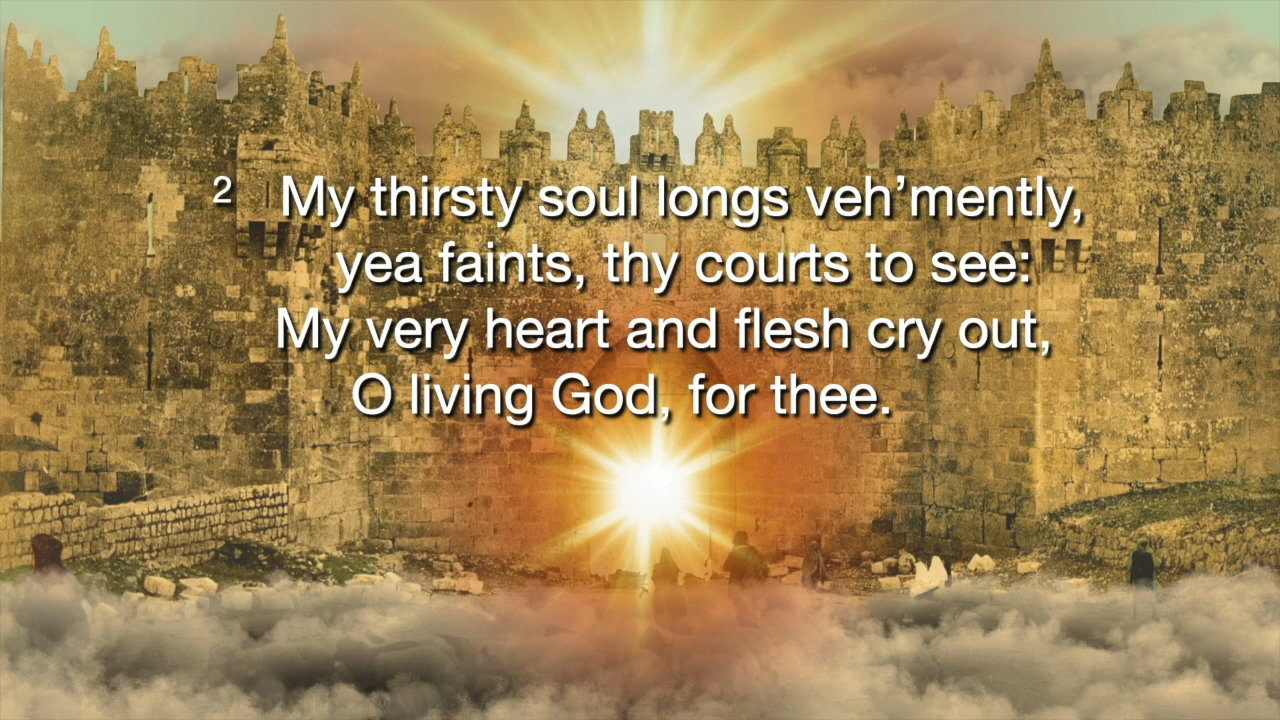 2 My thirsty soul longs veh’mently,
yea faints, thy courts to see:
My very heart and flesh cry out,
O living God, for thee.